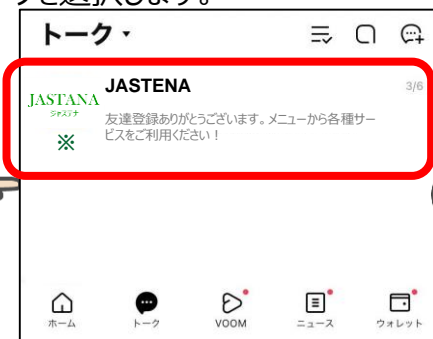 クを選択します。
トーク
JASTENA
3/6
JASTANA
ジャステナ
※
友達登録ありがとうございます。メニューから各種サー
ビスをご利用ください！
ホーム
トーク
VOOM
ニュース
ウォレット